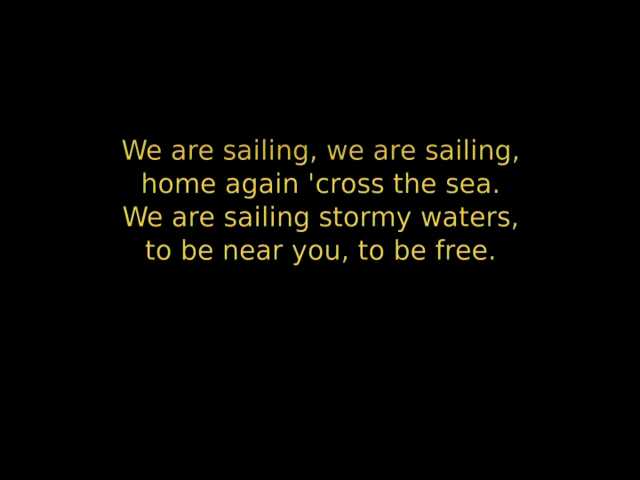 We are sailing, we are sailing,
home again 'cross the sea.
We are sailing stormy waters,
to be near you, to be free.